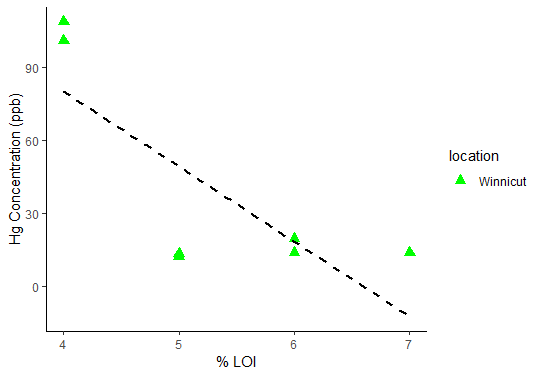 Hg Concentration (ppb)
90
60
30
0
4 5 6 7
% LOI
location
Winnicut